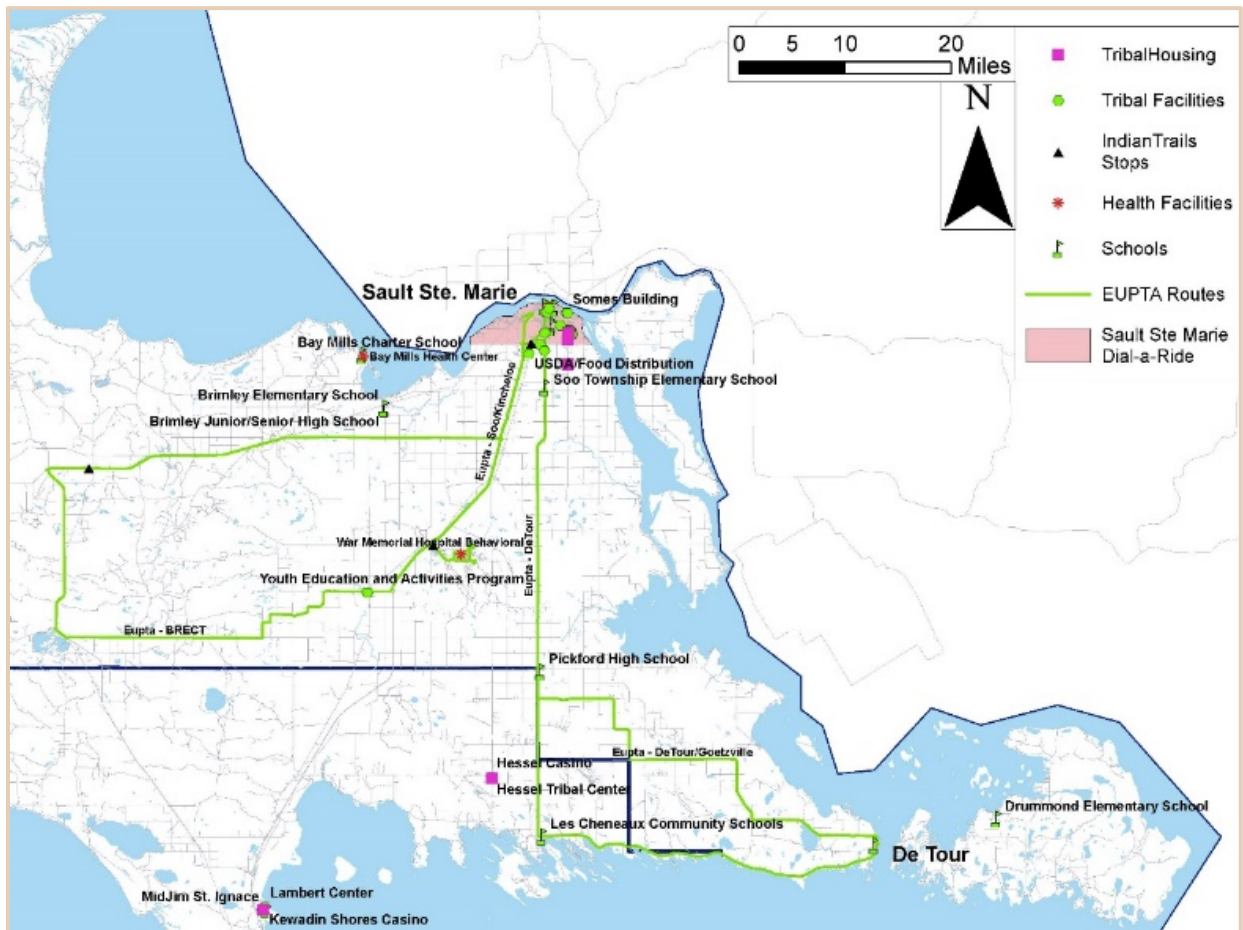 0 5 10 20
Miles
N
TribalHousing
Tribal Facilities
IndianTrails
Stops
Health Facilities
Schools
EUPTA Routes
Sault Ste Marie
Dial-a-Ride
Sault Ste. Marie
Somes Building
Bay Mills Charter School
Bay Mills Health Center
USDA/Food Distribution
Soo Township Elementary School
Brimley Elementary School
Brimley Junior/Senior High School
Eupta - Soo/Kincheloe
Eupta - DeTour
War Memorial Hospital Behavioral
Youth Education and Activities Program
Eupta - BRECT
Pickford High School
Eupta - DeTour/Goetzville
Hessel Casino
Hessel Tribal Center
Drummond Elementary School
Les Cheneaux Community Schools
De Tour
MidJim St. Ignace
Lambert Center
Kewadin Shores Casino